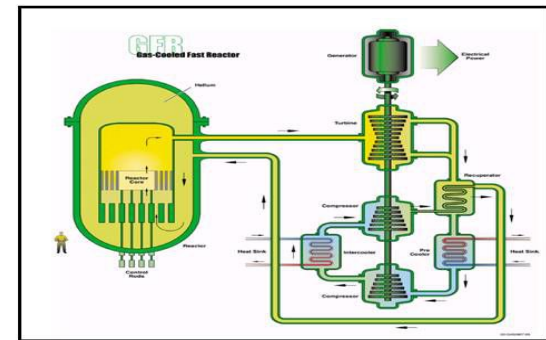 GFR
Gas-Cooled Fast Reactor
Generator
Electrical
Power
Helium
Turbine
Reactor
Core
Recuperator
Compressor
Heat Sink
Intercooler
Pre
Cooler
Heat Sink
Reactor
Control
Rods
Compressor